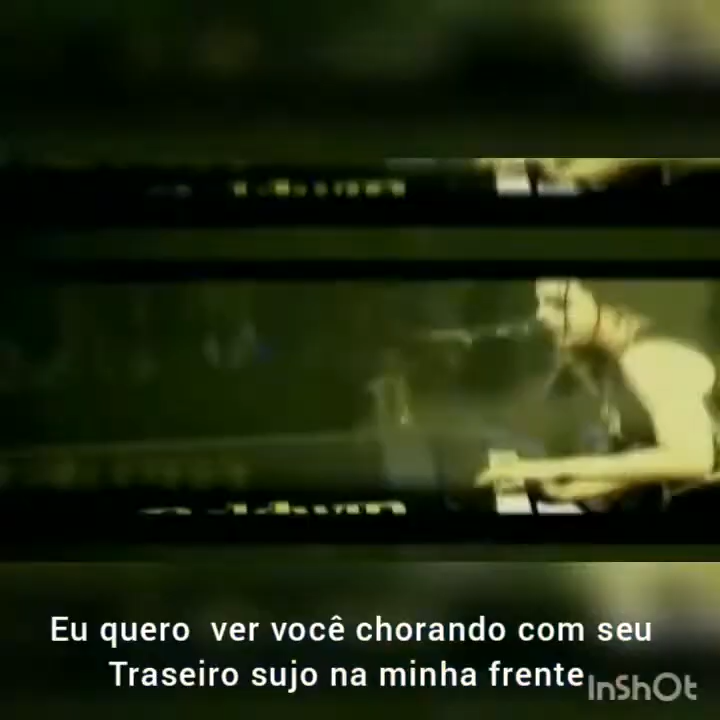 Eu quero ver você chorando com seu
Traseiro sujo na minha frente
InShOt